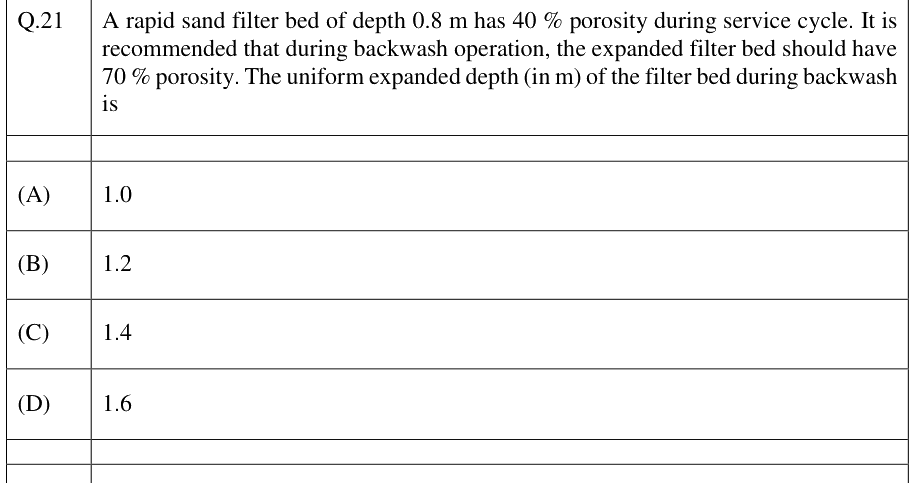 Q.21 A rapid sand filter bed of depth 0.8 m has 40 % porosity during service cycle. It is
recommended that during backwash operation, the expanded filter bed should have
70 % porosity. The uniform expanded depth (in m) of the filter bed during backwash
is
(A) 1.0
(B) 1.2
(C) 1.4
(D) 1.6